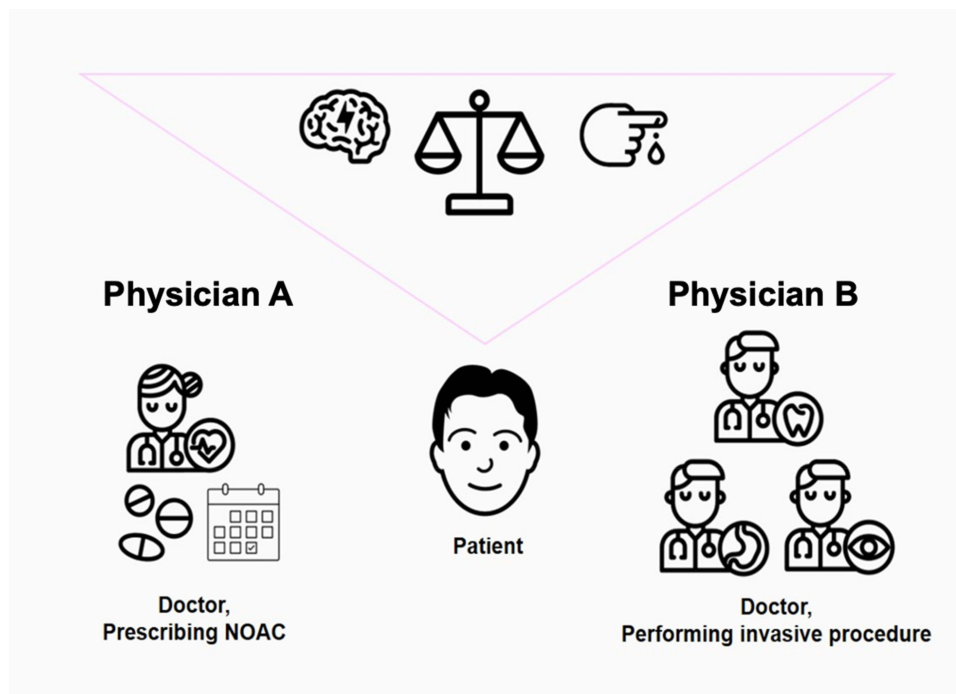 Physician A
Physician B
Patient
Doctor,
Prescribing NOAC
Doctor,
Performing invasive procedure